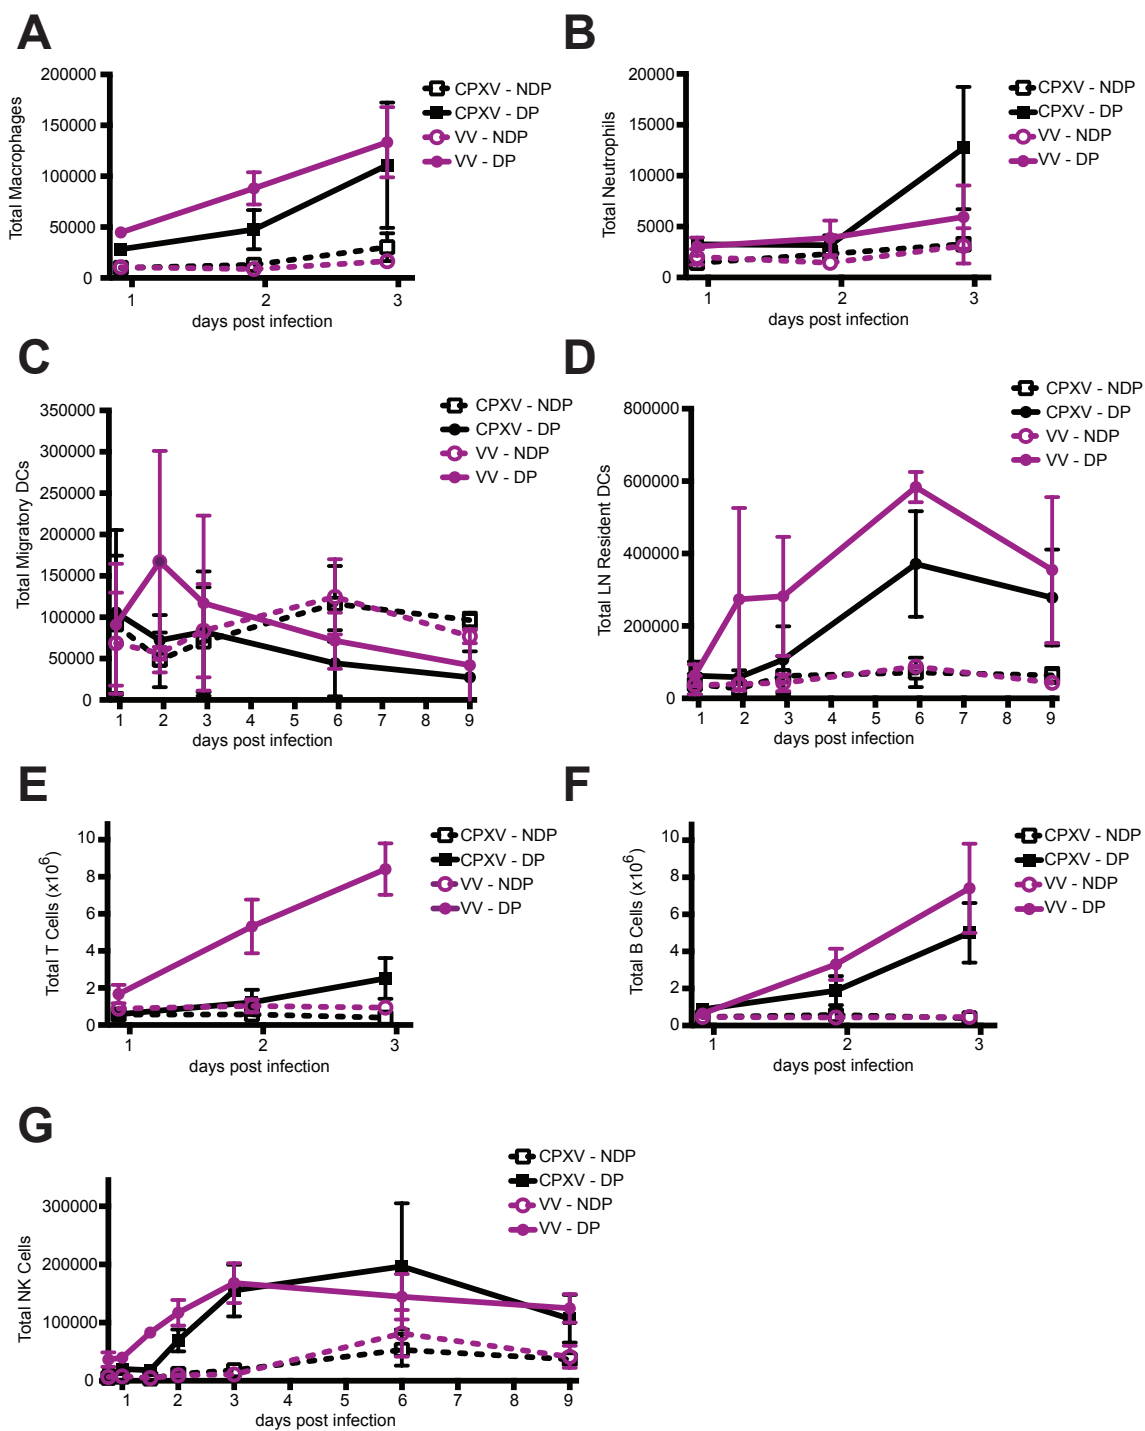 A
Total Macrophages
200000
150000
100000
50000
0
1 2 3
days post infection
CPXV - NDP
CPXV - DP
VV - NDP
VV - DP
B
Total Neutrophils
20000
15000
10000
5000
0
1 2 3
days post infection
CPXV - NDP
CPXV - DP
VV - NDP
VV - DP
C
Total Migratory DCs
350000
300000
250000
200000
150000
100000
50000
0
1 2 3 4 5 6 7 8 9
days post infection
CPXV - NDP
CPXV - DP
VV - NDP
VV - DP
D
Total LN Resident DCs
800000
600000
400000
200000
0
1 2 3 4 5 6 7 8 9
days post infection
CPXV - NDP
CPXV - DP
VV - NDP
VV - DP
E
Total T Cells (x10⁶)
10
8
6
4
2
0
1 2 3
days post infection
CPXV - NDP
CPXV - DP
VV - NDP
VV - DP
F
Total B Cells (x10⁶)
10
8
6
4
2
0
1 2 3
days post infection
CPXV - NDP
CPXV - DP
VV - NDP
VV - DP
G
Total NK Cells
300000
200000
100000
0
1 2 3 4 5 6 7 8 9
days post infection
CPXV - NDP
CPXV - DP
VV - NDP
VV - DP